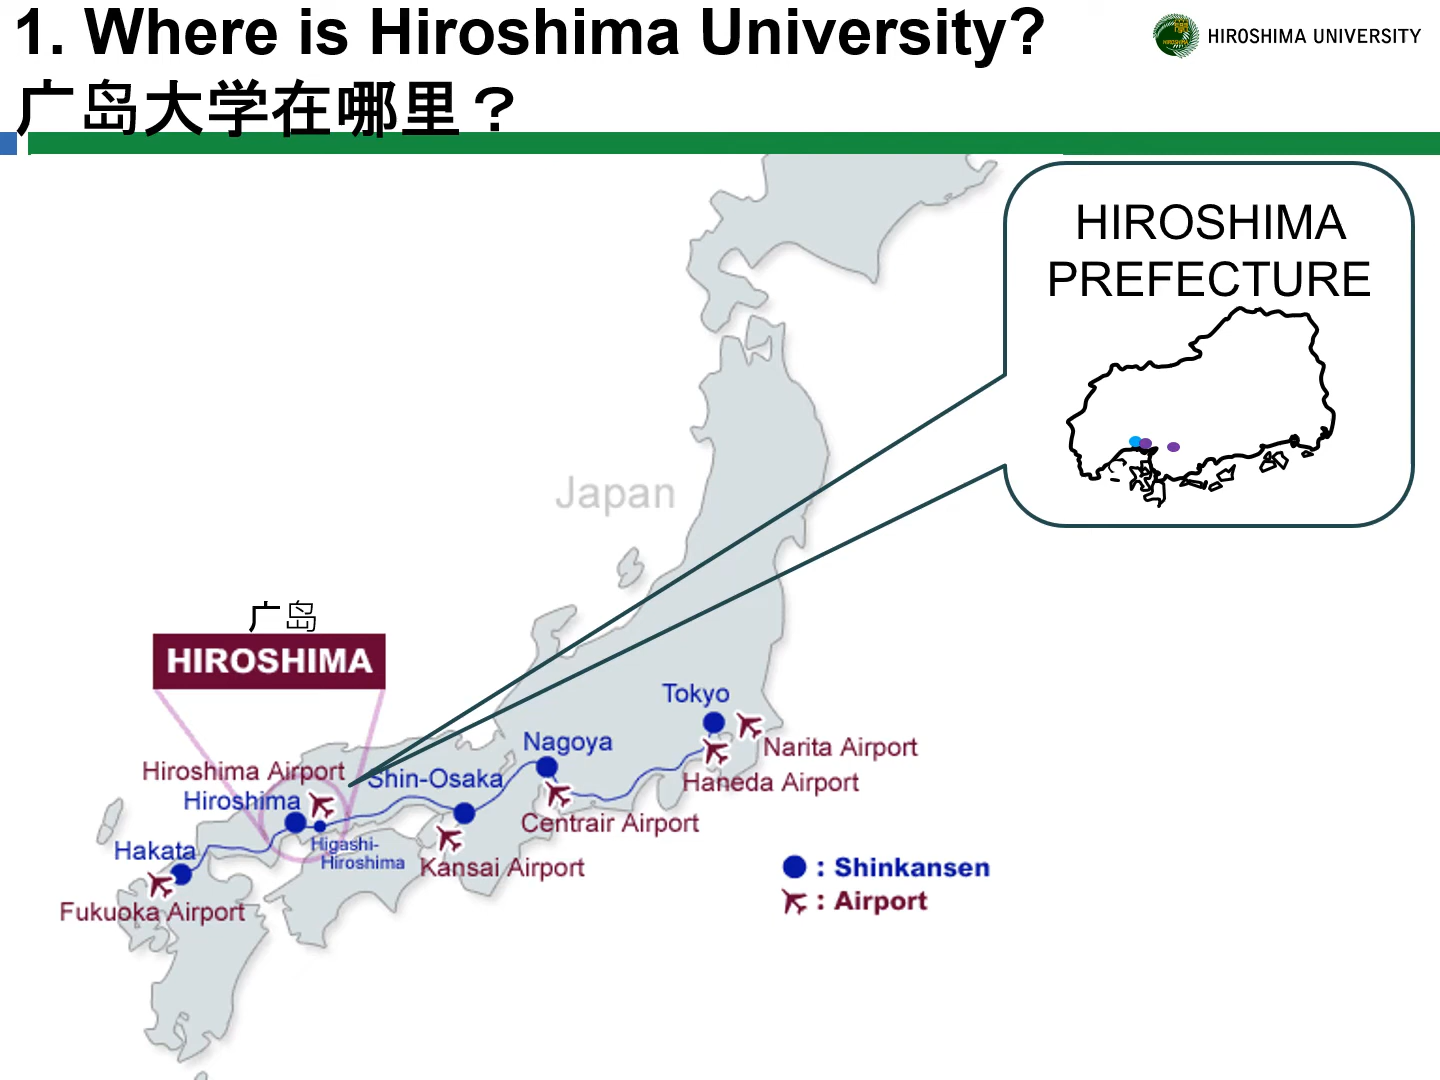 1. Where is Hiroshima University?
广岛大学在哪里？
HIROSHIMA UNIVERSITY
HIROSHIMA
PREFECTURE
Japan
广岛
HIROSHIMA
Tokyo
Nagoya
Narita Airport
Hiroshima Airport
Shin-Osaka
Haneda Airport
Hiroshima
Centrair Airport
Higashi-
Hiroshima
Hakata
Kansai Airport
Fukuoka Airport
: Shinkansen
: Airport